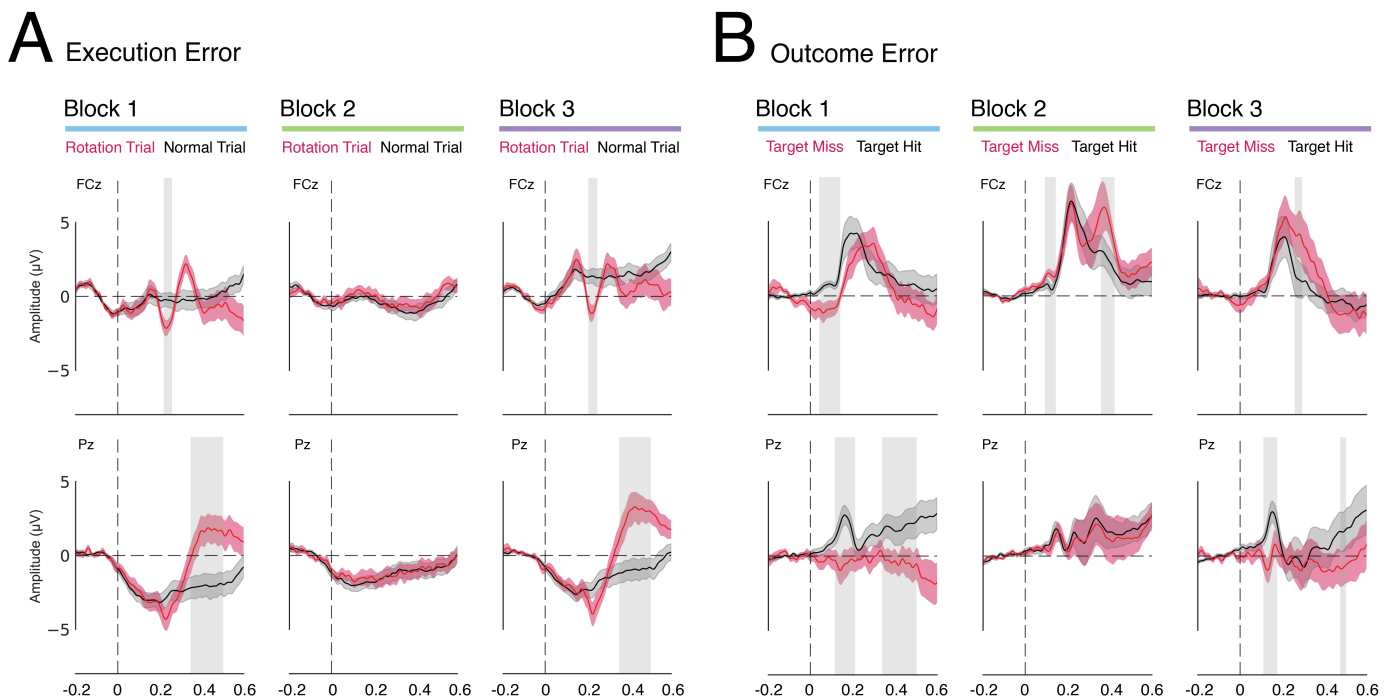 A Execution Error
B Outcome Error
Block 1 Block 2 Block 3
Block 1 Block 2 Block 3
Rotation Trial Normal Trial
Rotation Trial Normal Trial
Rotation Trial Normal Trial
Target Miss Target Hit
Target Miss Target Hit
Target Miss Target Hit
FCz FCz FCz
FCz FCz FCz
5
0
−5
Amplitude (μV)
Pz Pz Pz
Pz Pz Pz
5
0
−5
Amplitude (μV)
-0.2 0 0.2 0.4 0.6
-0.2 0 0.2 0.4 0.6
-0.2 0 0.2 0.4 0.6
-0.2 0 0.2 0.4 0.6
-0.2 0 0.2 0.4 0.6
-0.2 0 0.2 0.4 0.6